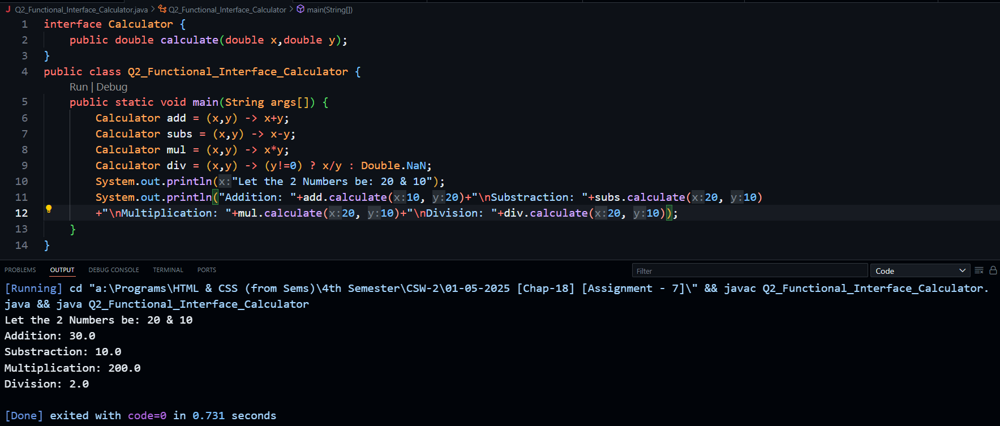 J Q2_Functional_Interface_Calculator.java > Q2_Functional_Interface_Calculator > main(String[])
1 interface Calculator {
2 public double calculate(double x,double y);
3 }
4 public class Q2_Functional_Interface_Calculator {
Run | Debug
5 public static void main(String args[]) {
6 Calculator add = (x,y) -> x+y;
7 Calculator subs = (x,y) -> x-y;
8 Calculator mul = (x,y) -> x*y;
9 Calculator div = (x,y) -> (y!=0) ? x/y : Double.NaN;
10 System.out.println(x:"Let the 2 Numbers be: 20 & 10");
11 System.out.println("Addition: "+add.calculate(x:10, y:20)+"\nSubstraction: "+subs.calculate(x:20, y:10)
12 +"\nMultiplication: "+mul.calculate(x:20, y:10)+"\nDivision: "+div.calculate(x:20, y:10));
13 }
14 }
PROBLEMS OUTPUT DEBUG CONSOLE TERMINAL PORTS Filter Code
[Running] cd "a:\Programs\HTML & CSS (from Sems)\4th Semester\CSW-2\01-05-2025 [Chap-18] [Assignment - 7]\" && javac Q2_Functional_Interface_Calculator.
java && java Q2_Functional_Interface_Calculator
Let the 2 Numbers be: 20 & 10
Addition: 30.0
Substraction: 10.0
Multiplication: 200.0
Division: 2.0
[Done] exited with code=0 in 0.731 seconds